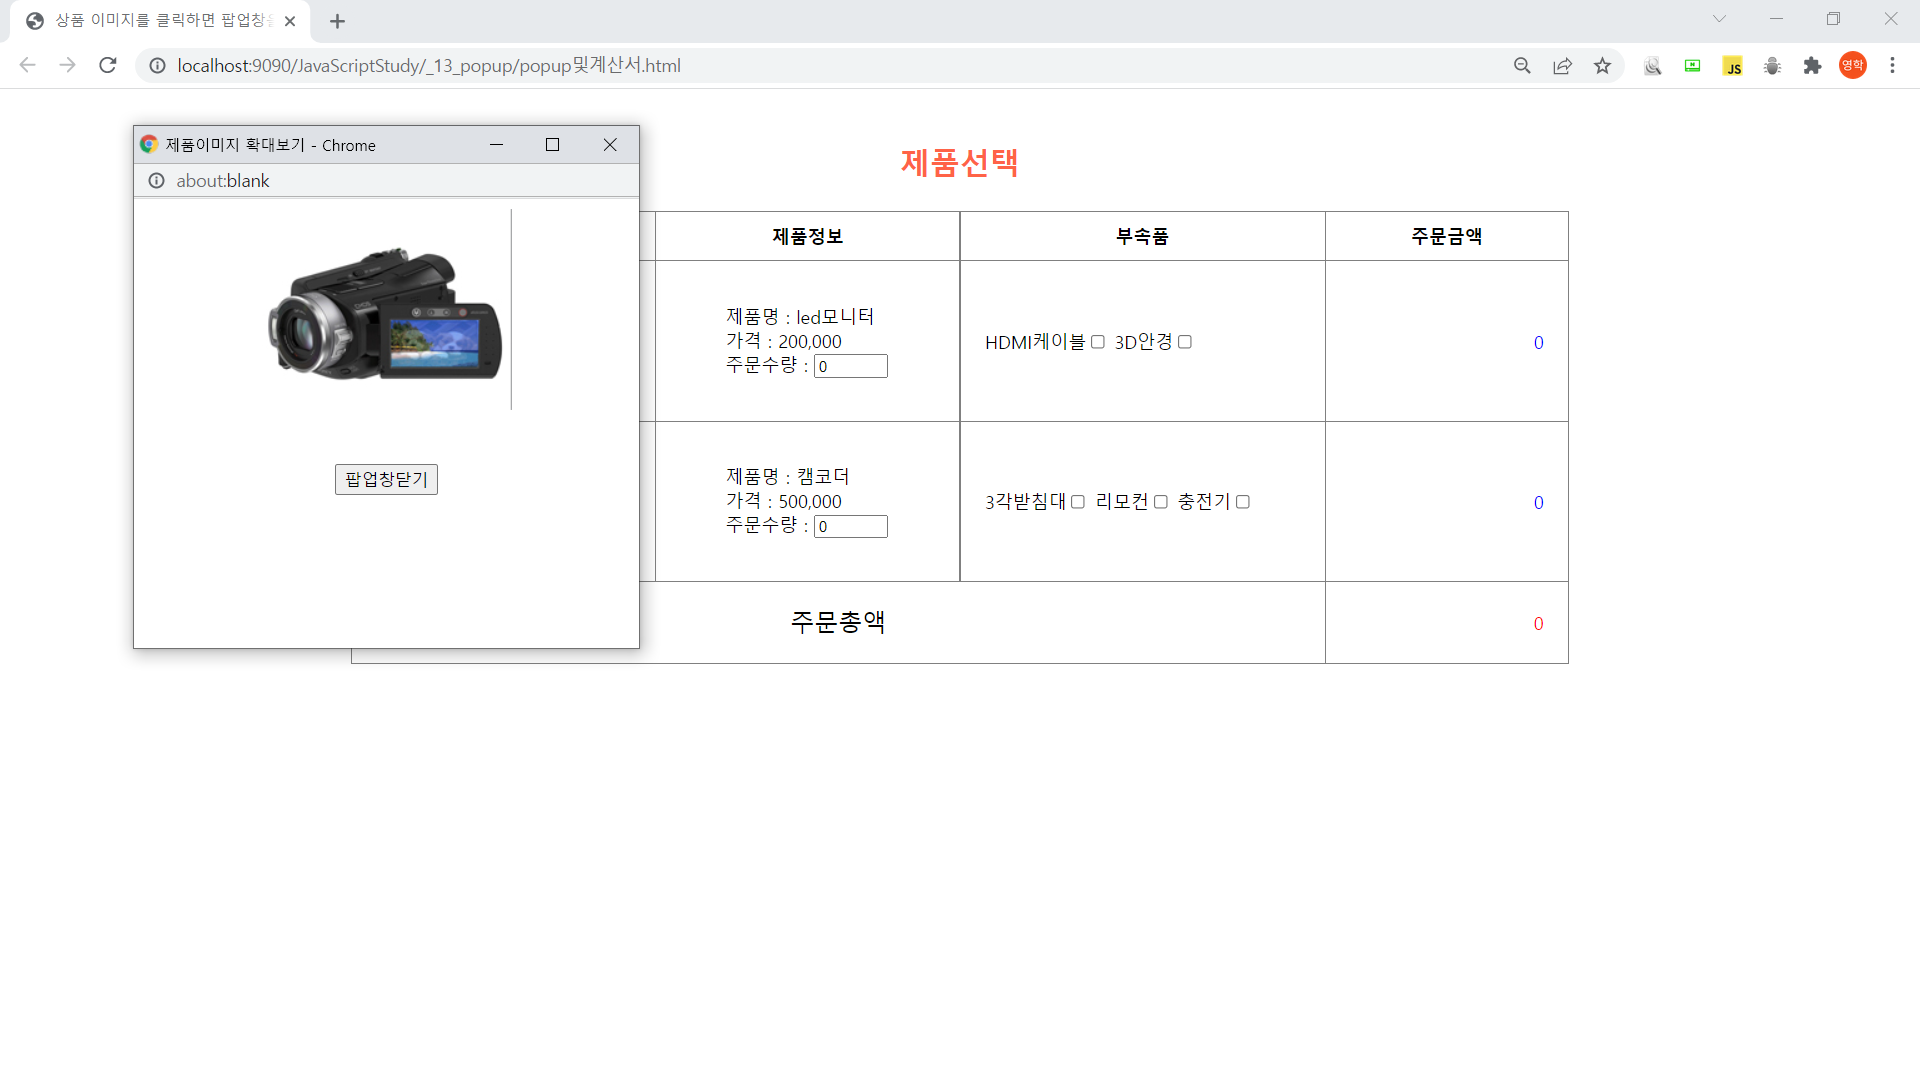 상품 이미지를 클릭하면 팝업창을
localhost:9090/JavaScriptStudy/_13_popup/popup및계산서.html
N
JS
영학
제품이미지 확대보기 - Chrome
about:blank
팝업창닫기
제품선택
제품정보 부속품 주문금액
제품명 : led모니터
가격 : 200,000
주문수량 : 0
HDMI케이블 3D안경
0
제품명 : 캠코더
가격 : 500,000
주문수량 : 0
3각받침대 리모컨 충전기
0
주문총액 0